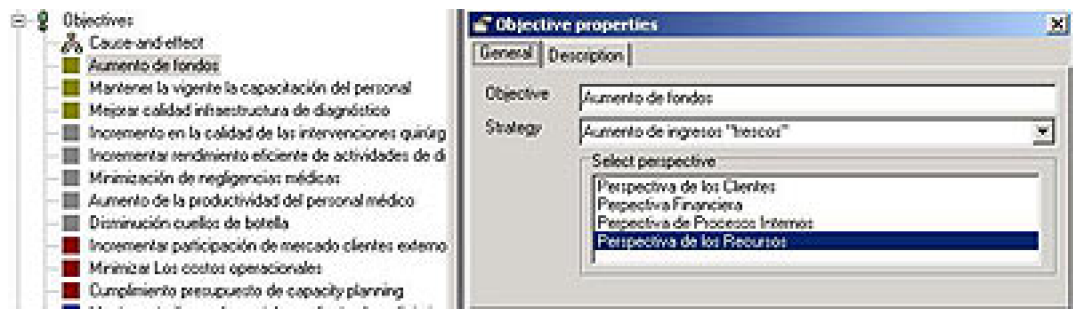 Objectives
Cause-and-effect
Aumento de fondos
Mantener la vigente la capacitación del personal
Mejorar calidad infraestructura de diagnóstico
Incremento en la calidad de las intervenciones quirúrg
Incrementar rendimiento eficiente de actividades de di
Minimización de negligencias médicas
Aumento de la productividad del personal médico
Disminución cuellos de botella
Incrementar participación de mercado clientes externo
Minimizar Los costos operacionales
Cumplimiento presupuesto de capacity planning
Objective properties
General Description
Objective Aumento de fondos
Strategy Aumento de ingresos "frescos"
Select perspective
Perspectiva de los Clientes
Perpectiva Financiera
Perspectiva de Procesos Internos
Perspectiva de los Recursos